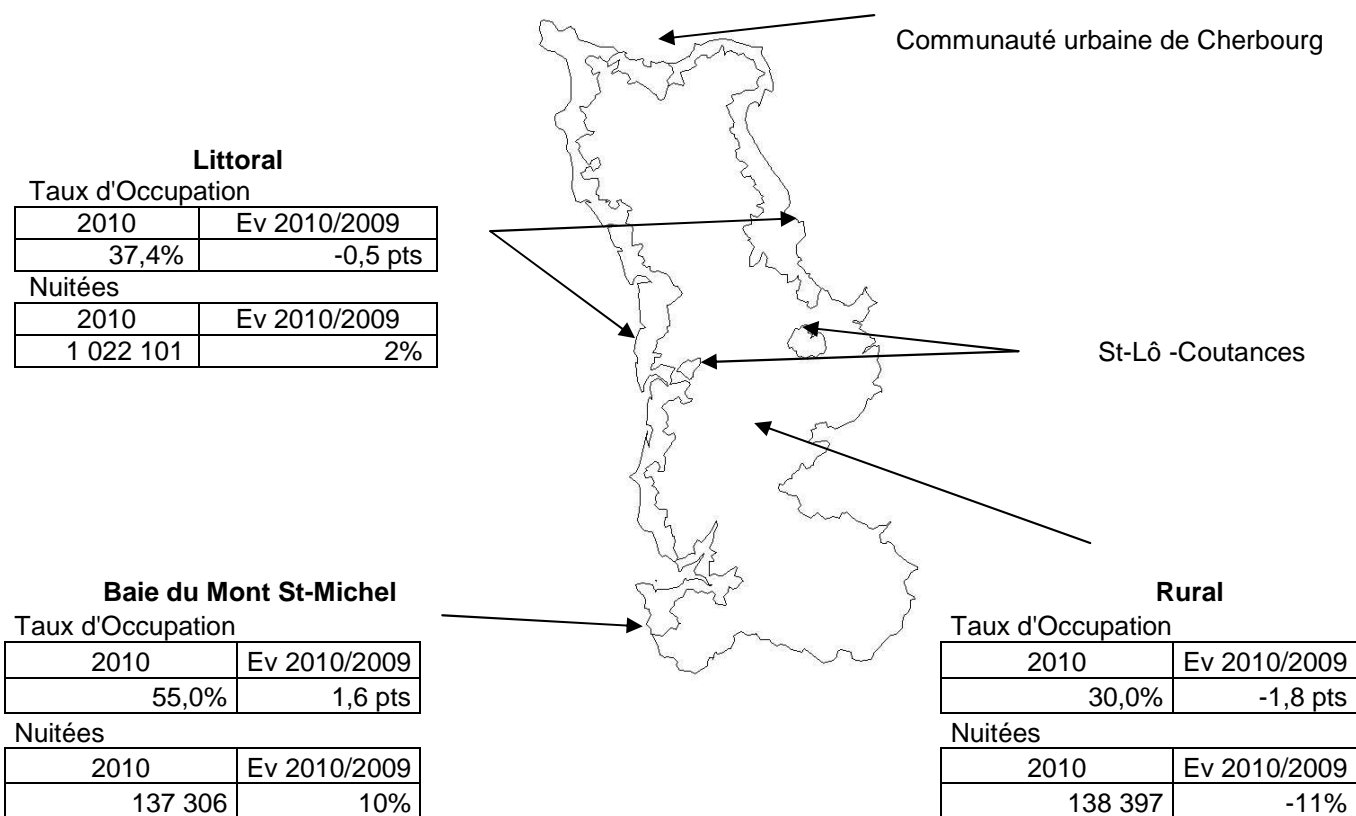 Communauté urbaine de Cherbourg
Littoral
Taux d'Occupation
2010 Ev 2010/2009
37,4% -0,5 pts
Nuitées
2010 Ev 2010/2009
1 022 101 2%
St-Lô -Coutances
Baie du Mont St-Michel
Taux d'Occupation
2010 Ev 2010/2009
55,0% 1,6 pts
Nuitées
2010 Ev 2010/2009
137 306 10%
Rural
Taux d'Occupation
2010 Ev 2010/2009
30,0% -1,8 pts
Nuitées
2010 Ev 2010/2009
138 397 -11%